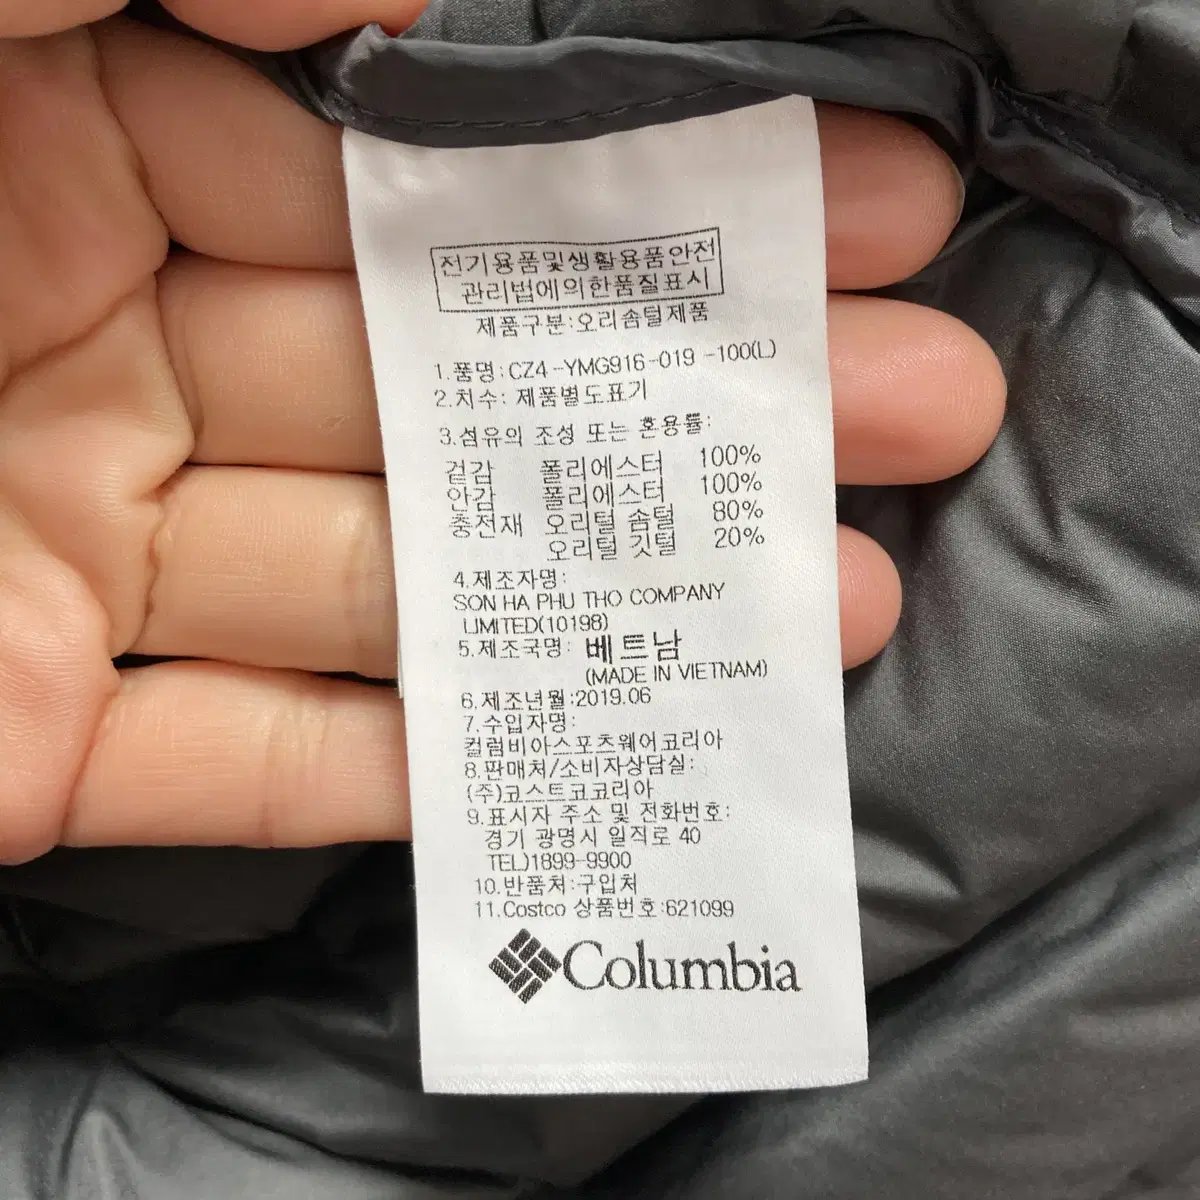 전기용품및생활용품안전
관리법에의한품질표시
제품구분:오리솜털제품
1.품명:CZ4-YMG916-019 -100(L)
2.치수: 제품별도표기
3.섬유의 조성 또는 혼용률:
겉감 폴리에스터 100%
안감 폴리에스터 100%
충전재 오리털 솜털 80%
오리털 깃털 20%
4.제조자명:
SON HA PHU THO COMPANY
LIMITED(10198)
5.제조국명: 베트남
(MADE IN VIETNAM)
6.제조년월:2019.06
7.수입자명:
컬럼비아스포츠웨어코리아
8.판매처/소비자상담실:
(주)코스트코코리아
9.표시자 주소 및 전화번호:
경기 광명시 일직로 40
TEL)1899-9900
10.반품처:구입처
11.Costco 상품번호:621099
Columbia